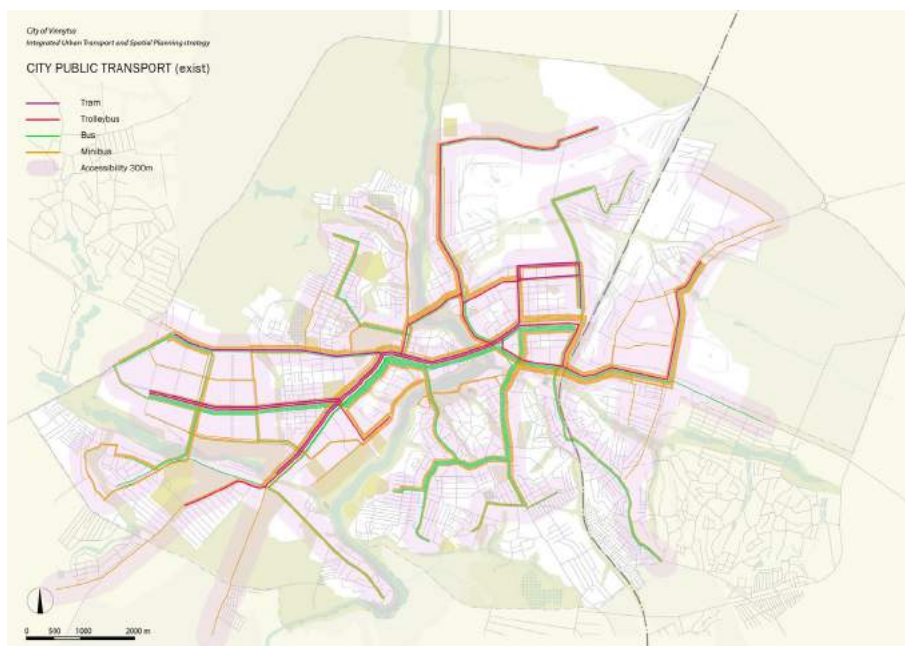 City of Vinnytsa
Integrated Urban Transport and Spatial Planning strategy
CITY PUBLIC TRANSPORT (exist)
Tram
Trolleybus
Bus
Minibus
Accessibility 300m
0 500 1000 2000 m